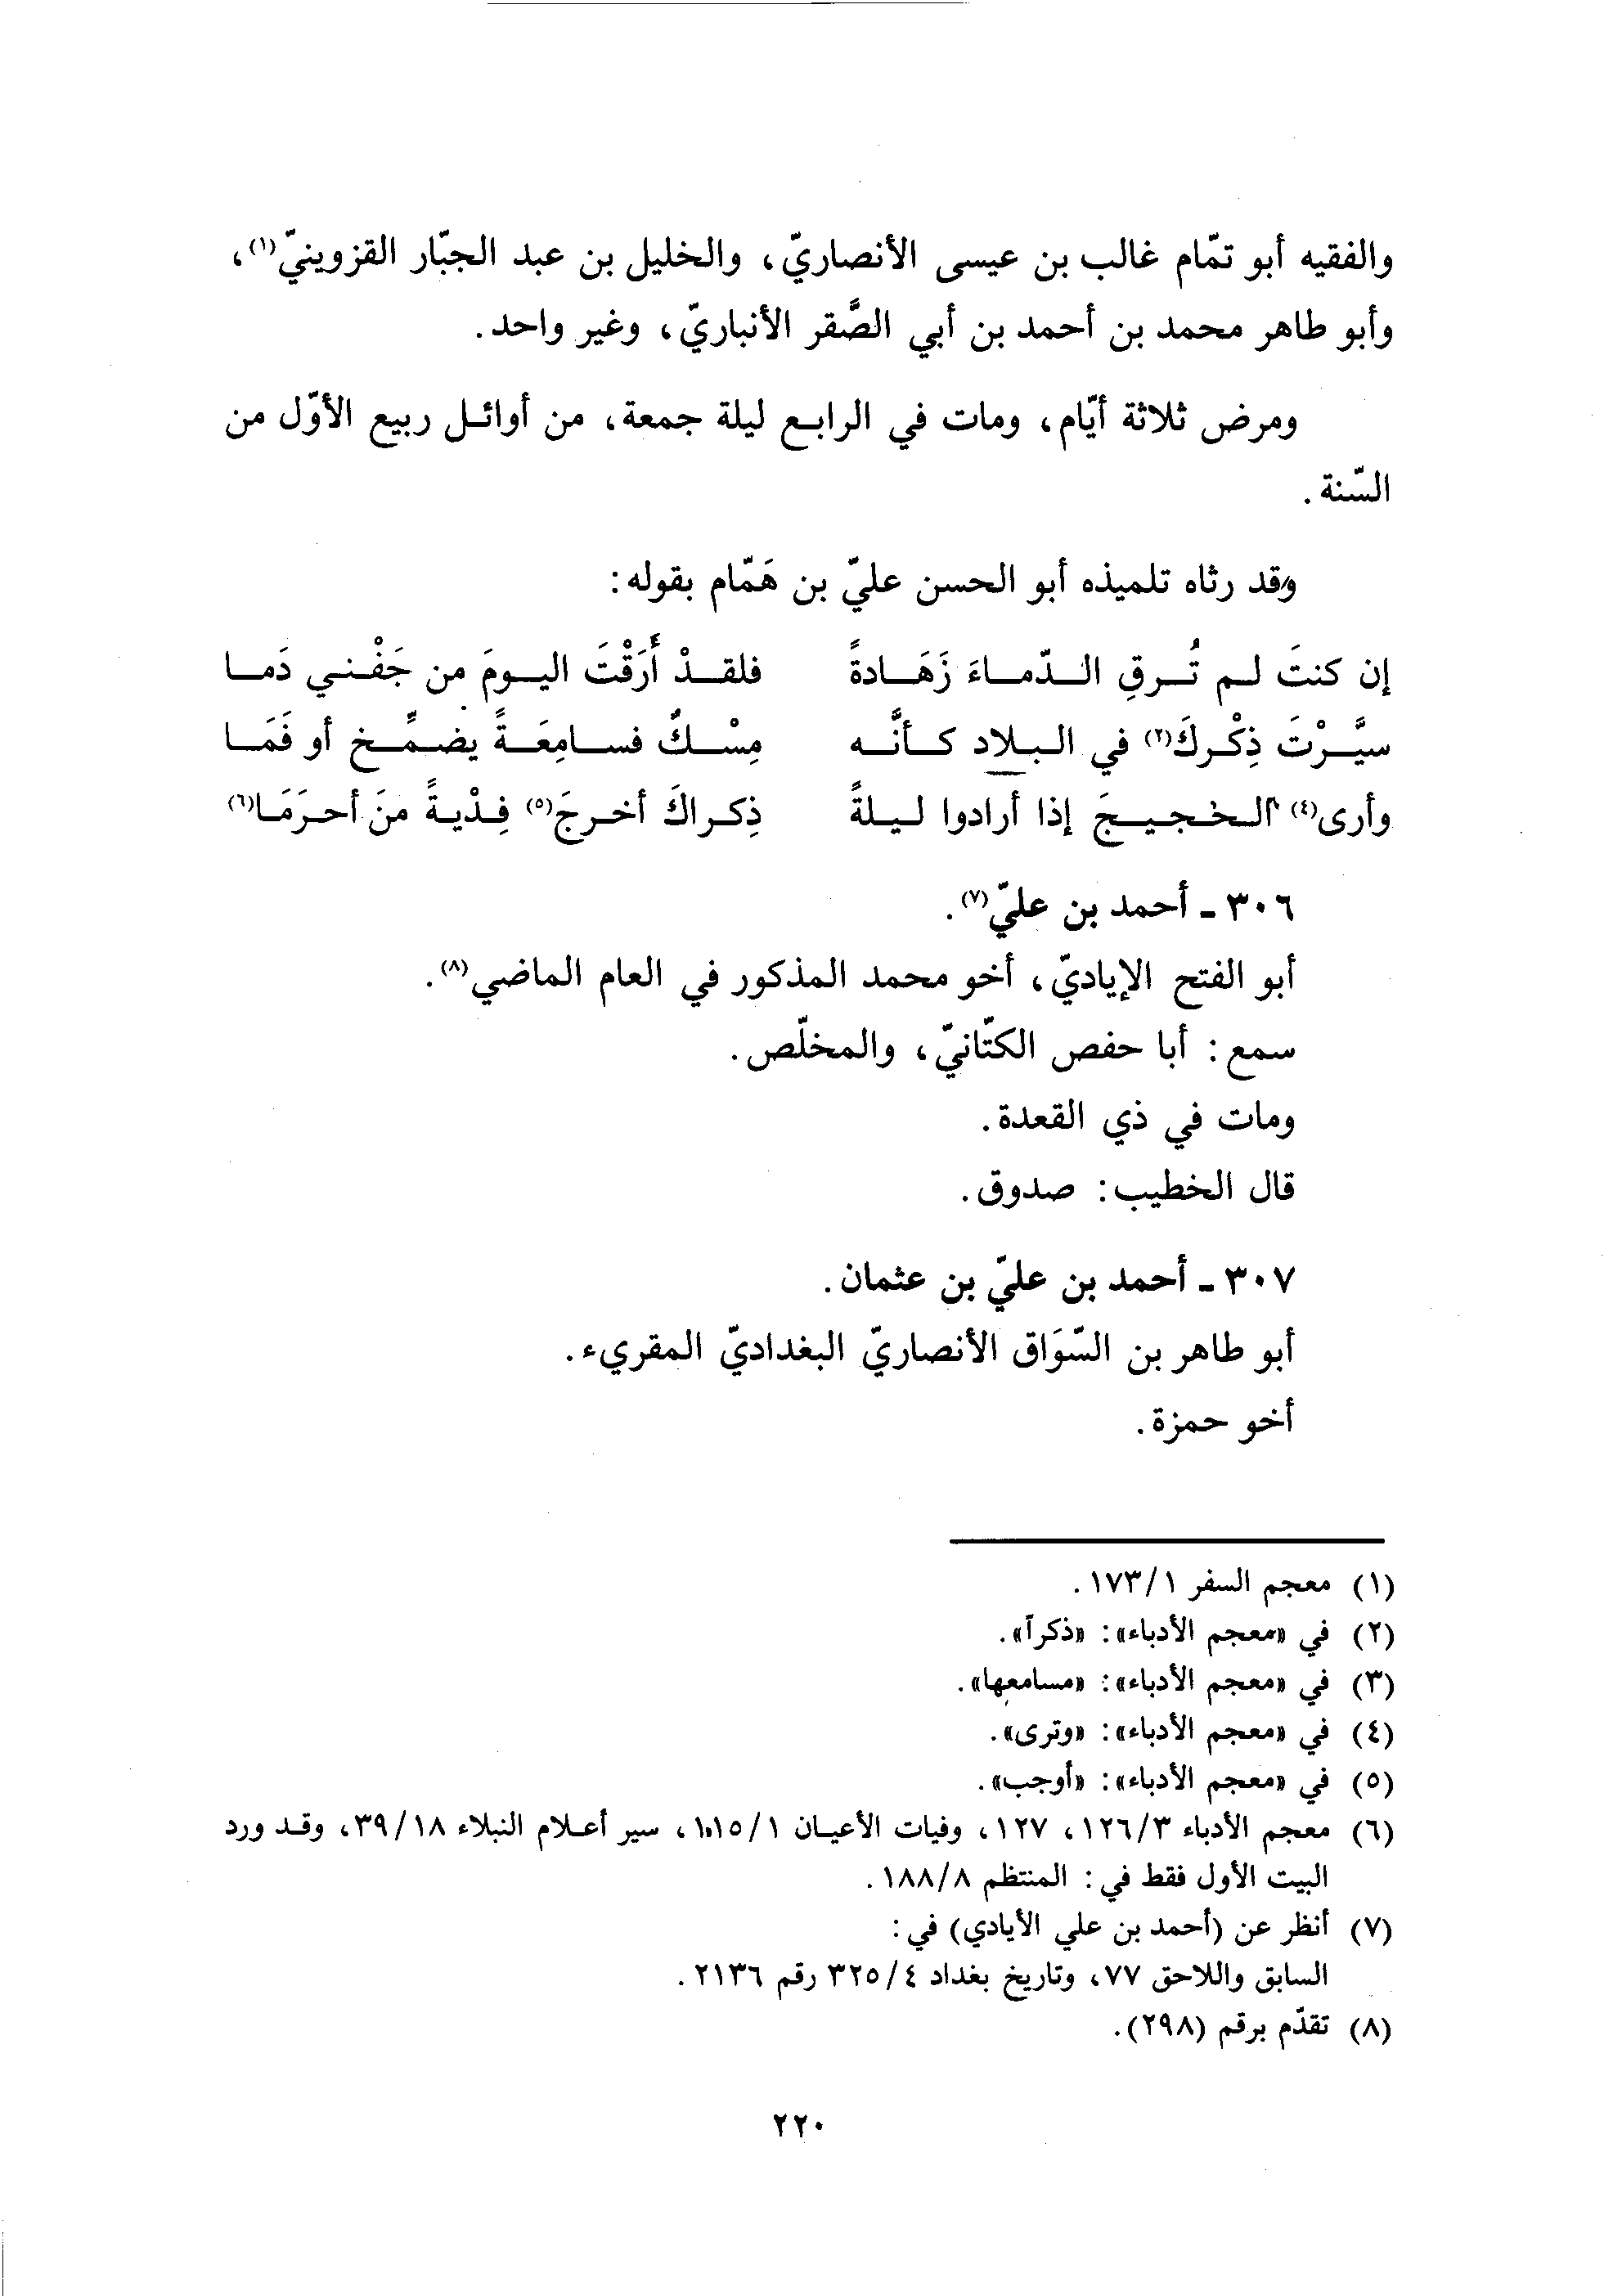 والفقيه أبو تمّام غالب بن عيسى الأنصاريّ، والخليل بن عبد الجبّار القزوينيّ(١)،
وأبو طاهر محمد بن أحمد بن أبي الصَّقر الأنباريّ، وغير واحد.
ومرض ثلاثة أيّام، ومات في الرابع ليلة جمعة، من أوائل ربيع الأوّل من
السّنة.
وقد رثاه تلميذه أبو الحسن عليّ بن هَمّام بقوله:
إن كنتَ لم تُرقِ الدّماءَ زَهَادةً فلقدْ أَرَقْتَ اليومَ من جَفْني دَما
سيَّرْتَ ذِكْركَ(٢) في البلاد كأنَّه مِسْكٌ فسامِعَةً يضمِّخ أو فَمَا
وأرى(٤) الحجيجَ إذا أرادوا ليلةً ذِكراكَ أخرجَ(٥) فِدْيةً منَ أحرَمَا(٦)
٣٠٦ ـ أحمد بن عليّ(٧).
أبو الفتح الإياديّ، أخو محمد المذكور في العام الماضي(٨).
سمع: أبا حفص الكتّانيّ، والمخلّص.
ومات في ذي القعدة.
قال الخطيب: صدوق.
٣٠٧ ـ أحمد بن عليّ بن عثمان.
أبو طاهر بن السّوَاق الأنصاريّ البغداديّ المقريء.
أخو حمزة.
(١) معجم السفر ١٧٣/١.
(٢) في «معجم الأدباء»: «ذكراً».
(٣) في «معجم الأدباء»: «مسامعها».
(٤) في «معجم الأدباء»: «وترى».
(٥) في «معجم الأدباء»: «أوجب».
(٦) معجم الأدباء ١٢٦/٣، ١٢٧، وفيات الأعيان ١١٥/١، سير أعلام النبلاء ٣٩/١٨، وقد ورد
البيت الأول فقط في: المنتظم ١٨٨/٨.
(٧) أنظر عن (أحمد بن علي الأيادي) في:
السابق واللاحق ٧٧، وتاريخ بغداد ٣٢٥/٤ رقم ٢١٣٦.
(٨) تقدّم برقم (٢٩٨).
٢٢٠